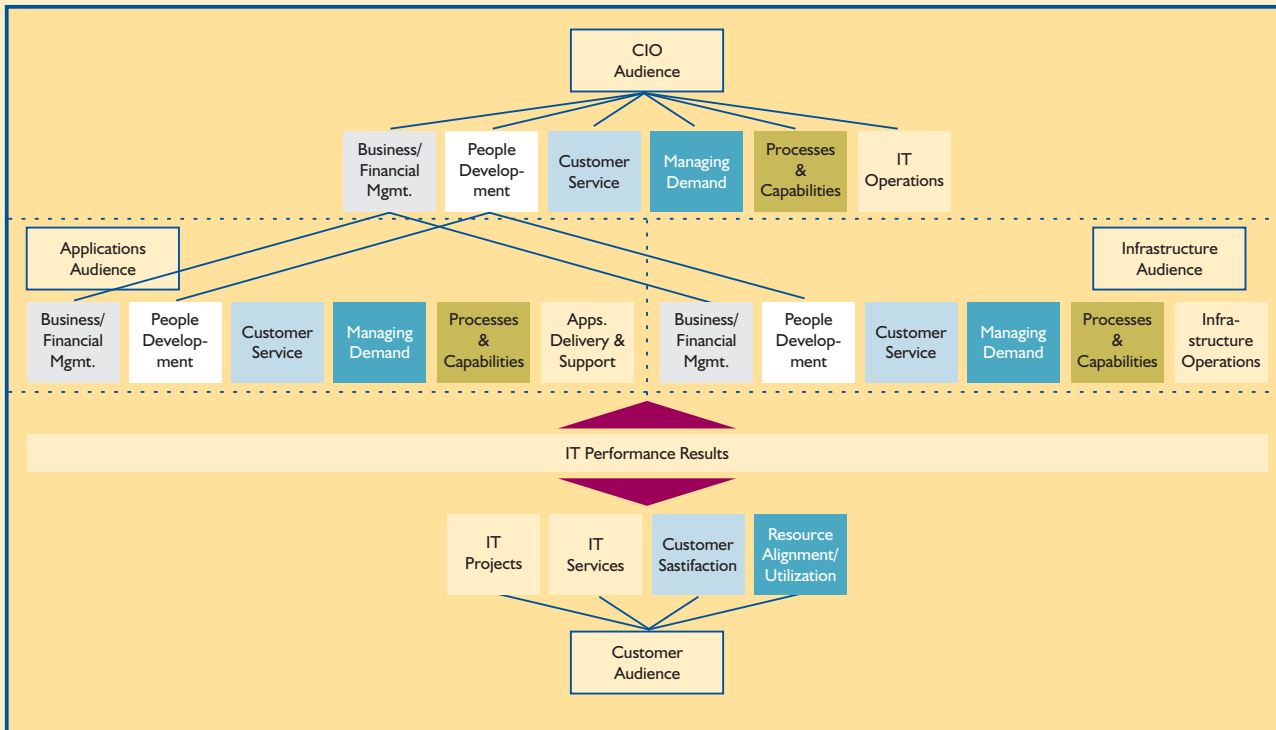 CIO
Audience
Business/
Financial
Mgmt.
People
Develop-
ment
Customer
Service
Managing
Demand
Processes
&
Capabilities
IT
Operations
Applications
Audience
Infrastructure
Audience
Business/
Financial
Mgmt.
People
Develop-
ment
Customer
Service
Managing
Demand
Processes
&
Capabilities
Apps.
Delivery &
Support
Business/
Financial
Mgmt.
People
Develop-
ment
Customer
Service
Managing
Demand
Processes
&
Capabilities
Infra-
structure
Operations
IT Performance Results
IT
Projects
IT
Services
Customer
Sastifaction
Resource
Alignment/
Utilization
Customer
Audience